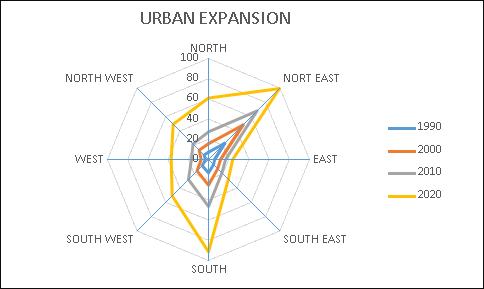 URBAN EXPANSION
NORTH
100
NORTH WEST
80
NORT EAST
60
40
20
WEST
0
EAST
SOUTH WEST
SOUTH EAST
SOUTH
1990
2000
2010
2020